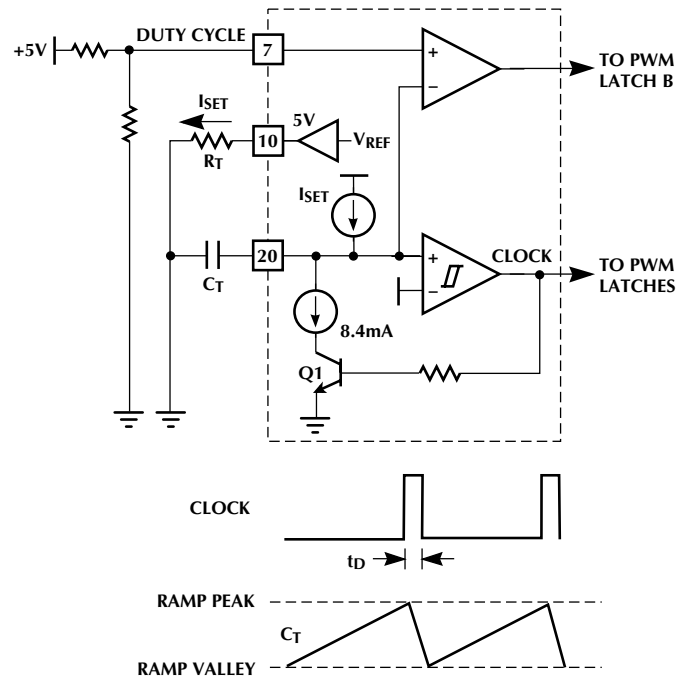 +5V
DUTY CYCLE
7
+
−
TO PWM
LATCH B
ISET
RT
10
5V
VREF
ISET
CT
20
+
−
CLOCK
TO PWM
LATCHES
8.4mA
Q1
CLOCK
tD
RAMP PEAK
CT
RAMP VALLEY